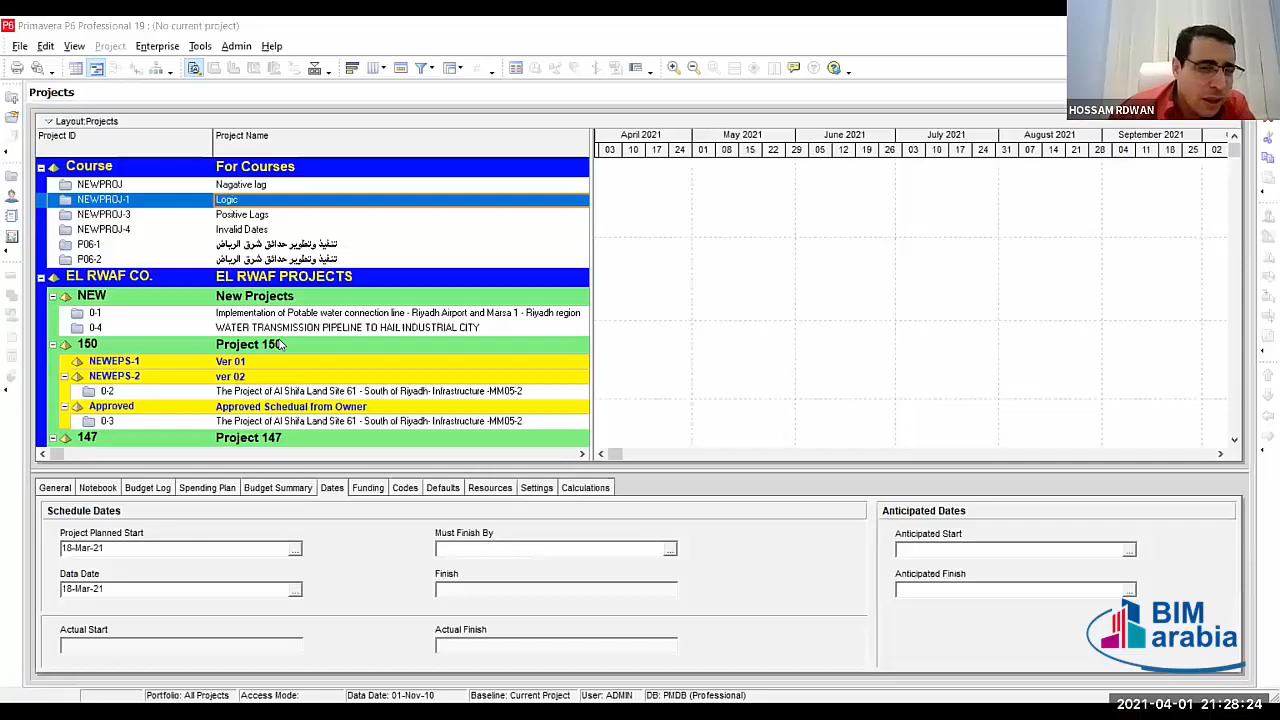 Primavera P6 Professional 19 : (No current project)
File Edit View Project Enterprise Tools Admin Help
HOSSAM RDWAN
Projects
Layout:Projects
Project ID Project Name
April 2021 May 2021 June 2021 July 2021 August 2021 September 2021
03 10 17 24 01 08 15 22 29 05 12 19 26 03 10 17 24 31 07 14 21 28 04 11 18 25 02
Course For Courses
NEWPROJ Nagative lag
NEWPROJ-1 Logic
NEWPROJ-3 Positive Lags
NEWPROJ-4 Invalid Dates
P06-1 تنفيذ وتطوير حدائق شرق الرياض
P06-2 تنفيذ وتطوير حدائق شرق الرياض
EL RWAF CO. EL RWAF PROJECTS
NEW New Projects
0-1 Implementation of Potable water connection line - Riyadh Airport and Marsa 1 - Riyadh region
0-4 WATER TRANSMISSION PIPELINE TO HAIL INDUSTRIAL CITY
150 Project 150
NEWEPS-1 Ver 01
NEWEPS-2 ver 02
0-2 The Project of Al Shifa Land Site 61 - South of Riyadh- Infrastructure -MM05-2
Approved Approved Schedual from Owner
0-3 The Project of Al Shifa Land Site 61 - South of Riyadh- Infrastructure -MM05-2
147 Project 147
General Notebook Budget Log Spending Plan Budget Summary Dates Funding Codes Defaults Resources Settings Calculations
Schedule Dates Anticipated Dates
Project Planned Start Must Finish By Anticipated Start
18-Mar-21
Data Date Finish Anticipated Finish
18-Mar-21
Actual Start Actual Finish
BIM
arabia
Portfolio: All Projects Access Mode: Data Date: 01-Nov-10 Baseline: Current Project User: ADMIN DB: PMDB (Professional)
2021-04-01 21:28:24